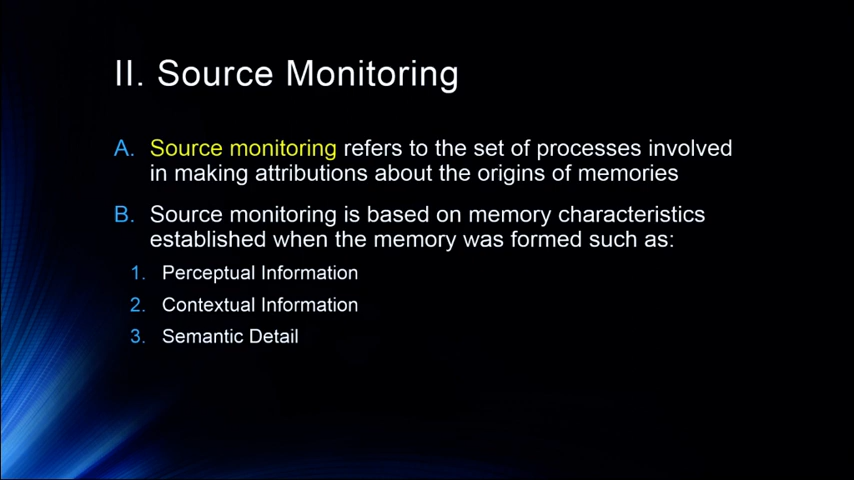 II. Source Monitoring
A. Source monitoring refers to the set of processes involved
in making attributions about the origins of memories
B. Source monitoring is based on memory characteristics
established when the memory was formed such as:
1. Perceptual Information
2. Contextual Information
3. Semantic Detail